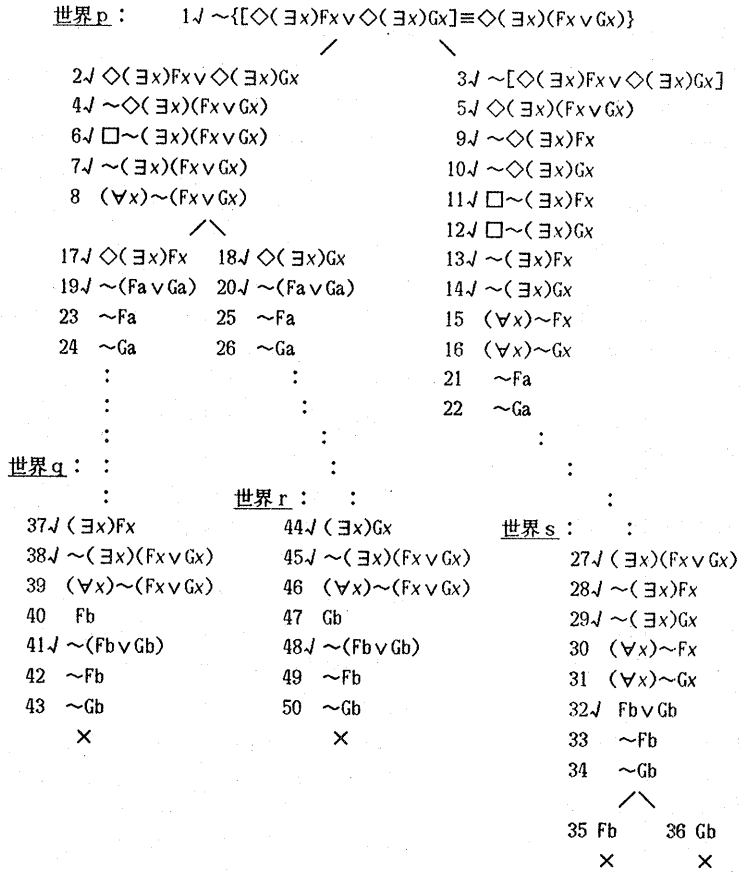 世界p： 1√ ～{[◇(∃x)Fx∨◇(∃x)Gx]≡◇(∃x)(Fx∨Gx)}
2√ ◇(∃x)Fx∨◇(∃x)Gx
4√ ～◇(∃x)(Fx∨Gx)
6√ □～(∃x)(Fx∨Gx)
7√ ～(∃x)(Fx∨Gx)
8 (∀x)～(Fx∨Gx)
3√ ～[◇(∃x)Fx∨◇(∃x)Gx]
5√ ◇(∃x)(Fx∨Gx)
9√ ～◇(∃x)Fx
10√ ～◇(∃x)Gx
11√ □～(∃x)Fx
12√ □～(∃x)Gx
13√ ～(∃x)Fx
14√ ～(∃x)Gx
15 (∀x)～Fx
16 (∀x)～Gx
21 ～Fa
22 ～Ga
17√ ◇(∃x)Fx
19√ ～(Fa∨Ga)
23 ～Fa
24 ～Ga
18√ ◇(∃x)Gx
20√ ～(Fa∨Ga)
25 ～Fa
26 ～Ga
世界q：
37√ (∃x)Fx
38√ ～(∃x)(Fx∨Gx)
39 (∀x)～(Fx∨Gx)
40 Fb
41√ ～(Fb∨Gb)
42 ～Fb
43 ～Gb
×
世界r：
44√ (∃x)Gx
45√ ～(∃x)(Fx∨Gx)
46 (∀x)～(Fx∨Gx)
47 Gb
48√ ～(Fb∨Gb)
49 ～Fb
50 ～Gb
×
世界s：
27√ (∃x)(Fx∨Gx)
28√ ～(∃x)Fx
29√ ～(∃x)Gx
30 (∀x)～Fx
31 (∀x)～Gx
32√ Fb∨Gb
33 ～Fb
34 ～Gb
35 Fb 36 Gb
× ×